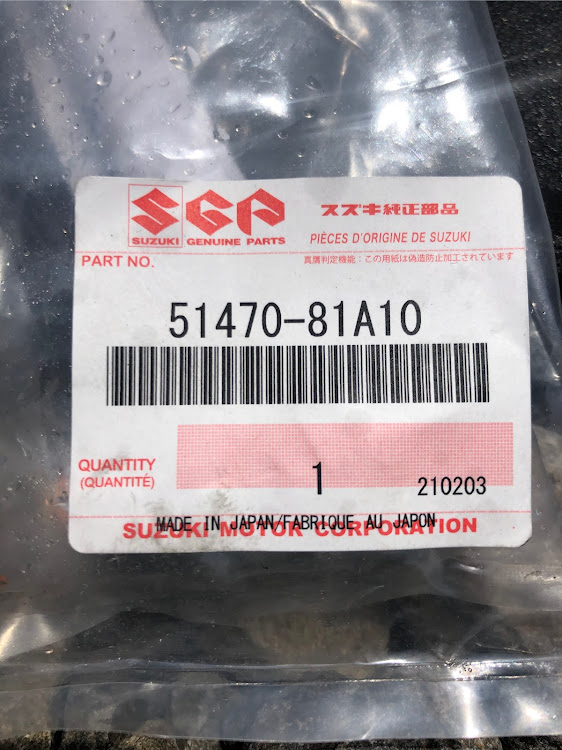 SGP スズキ純正部品
SUZUKI GENUINE PARTS PIÈCES D'ORIGINE DE SUZUKI
PART NO. 真贋判定機能：この用紙は偽造防止加工されています
51470-81A10
QUANTITY
(QUANTITÉ) 1 210203
MADE IN JAPAN/FABRIQUE AU JAPON
SUZUKI MOTOR CORPORATION